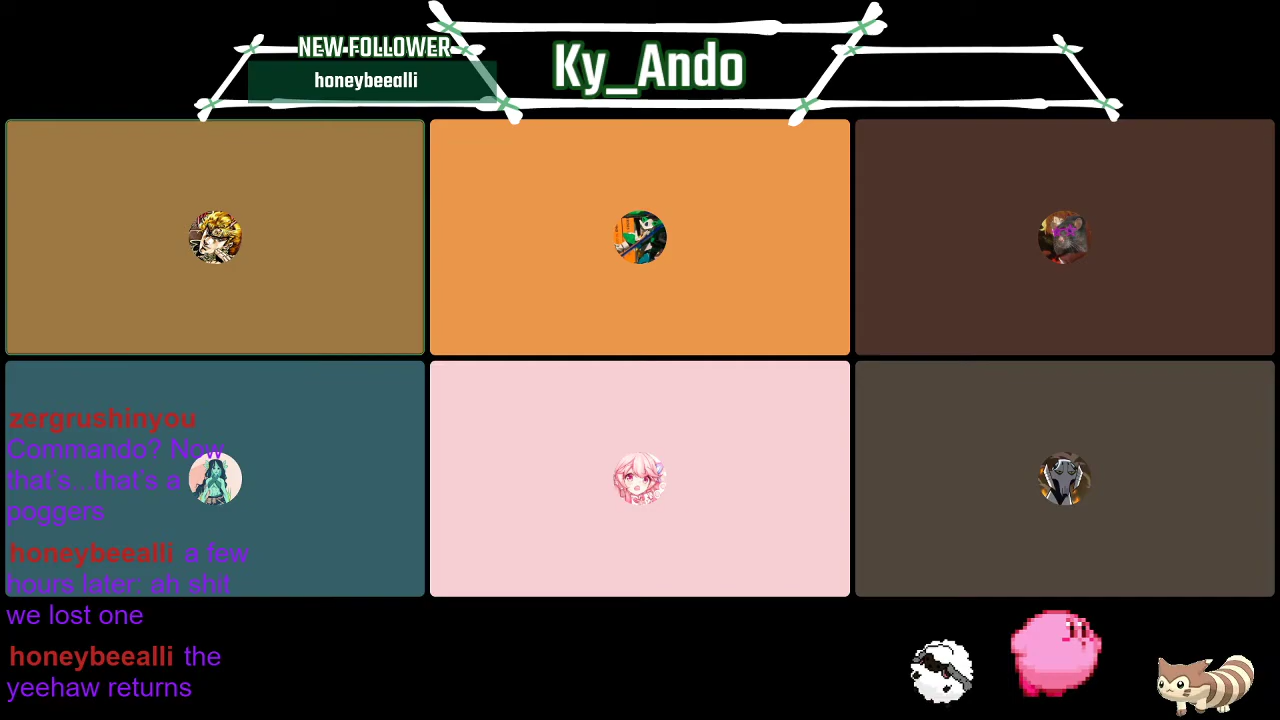 NEW FOLLOWER
honeybeealli
Ky_Ando
zergrushinyou
Commando? Now
that's...that's a
poggers
honeybeealli a few
hours later: ah shit
we lost one
honeybeealli the
yeehaw returns